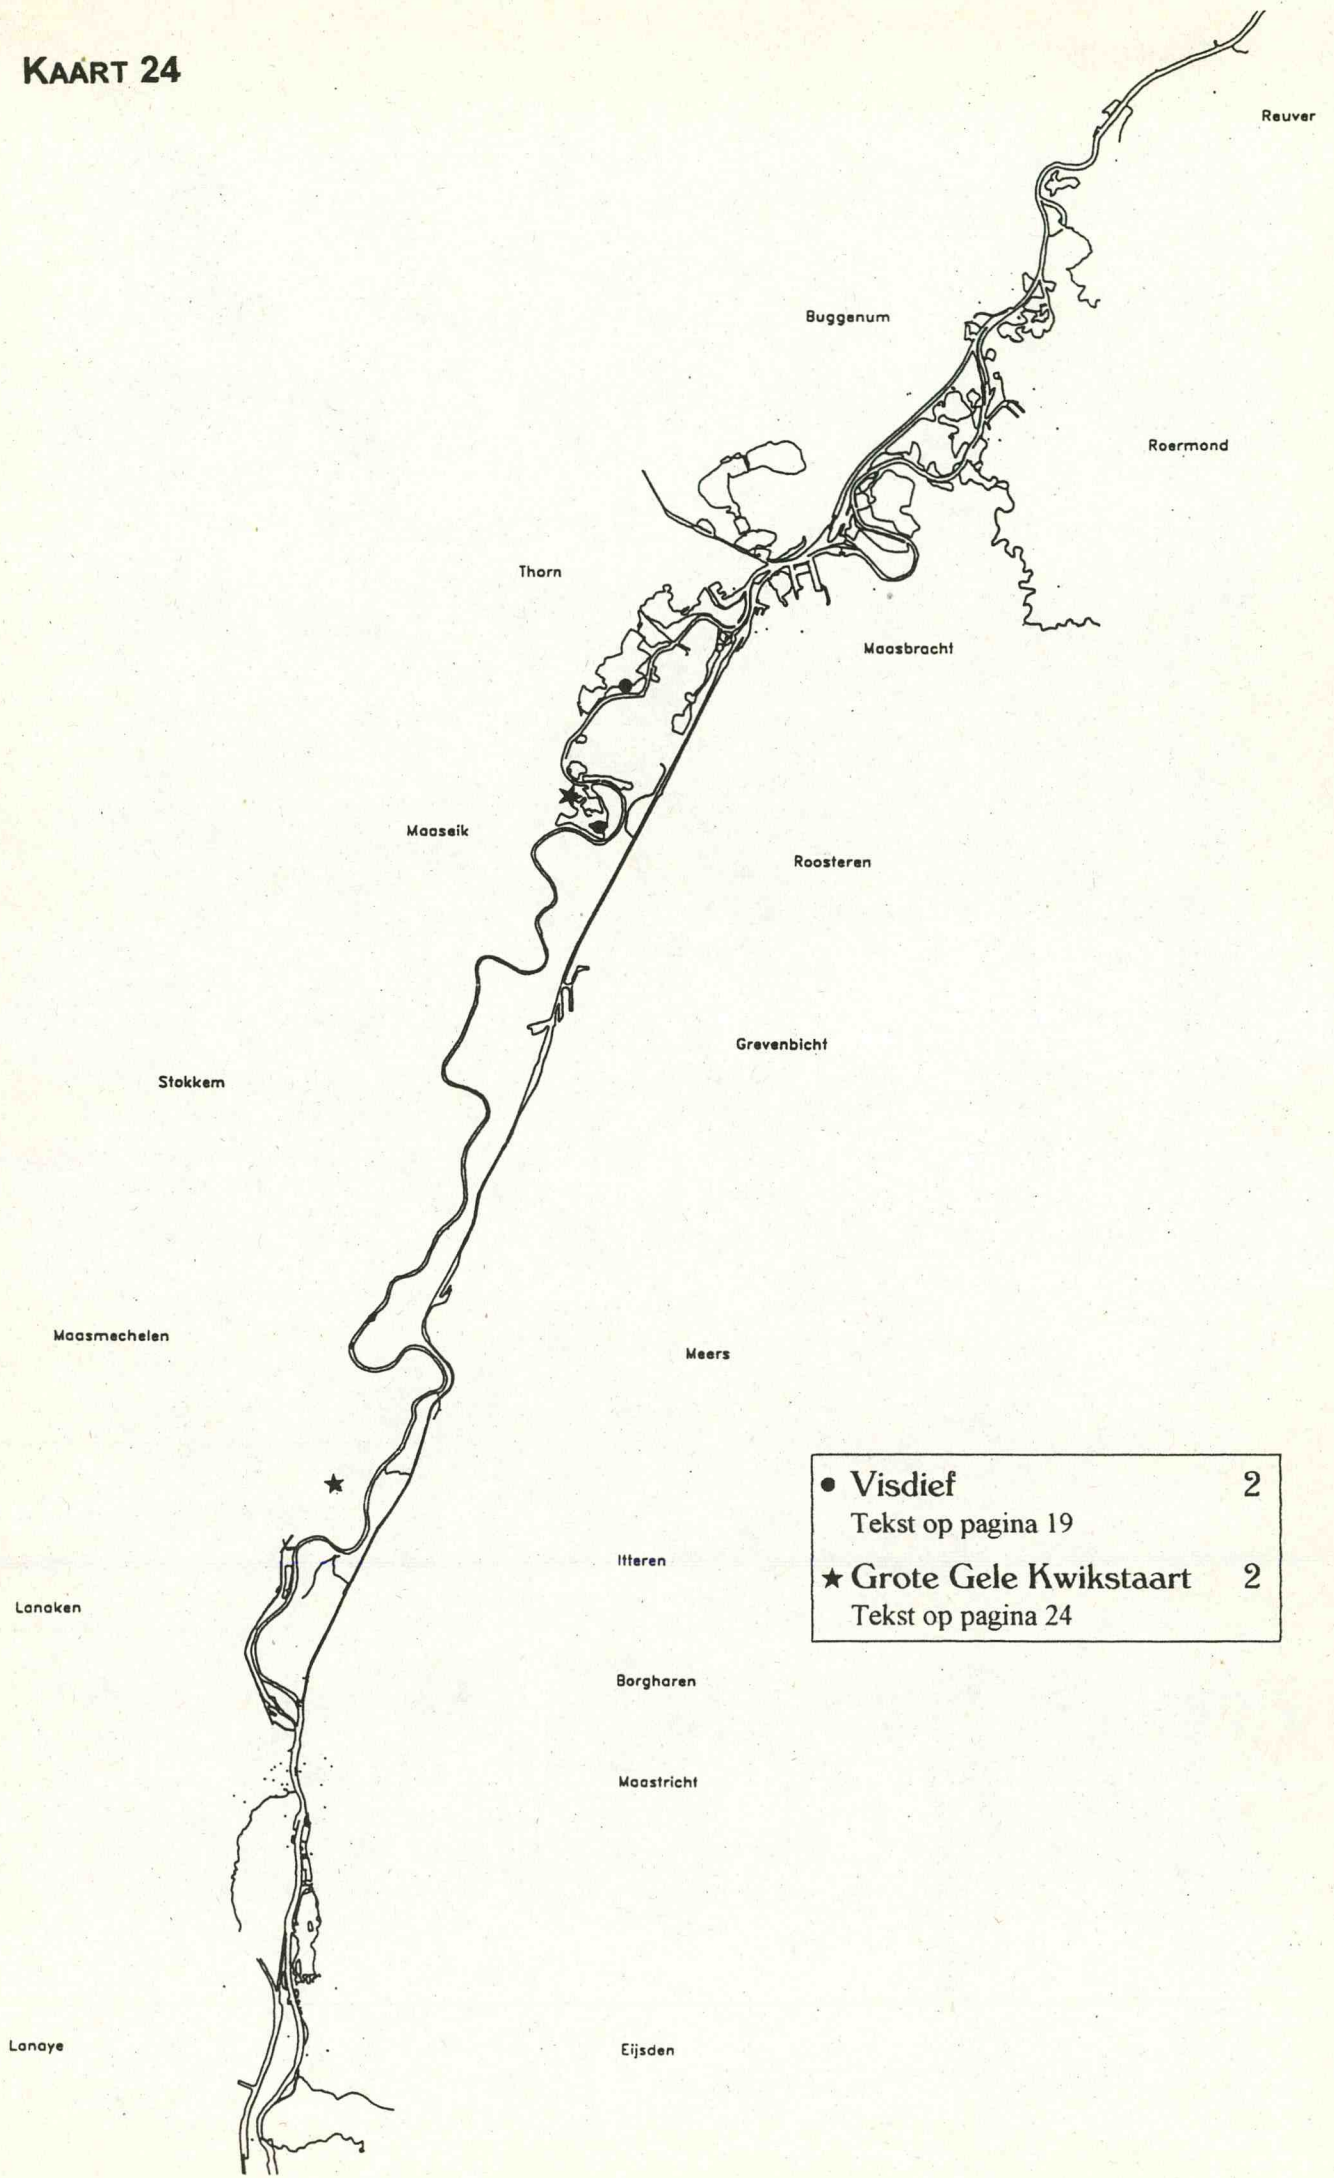 KAART 24
Reuver
Buggenum
Roermond
Thorn
Maasbracht
Maaseik
Roosteren
Grevenbicht
Stokkem
Maasmechelen
Meers
● Visdief 2
Tekst op pagina 19
★ Grote Gele Kwikstaart 2
Tekst op pagina 24
Itteren
Lanaken
Borgharen
Maastricht
Lanaye
Eijsden